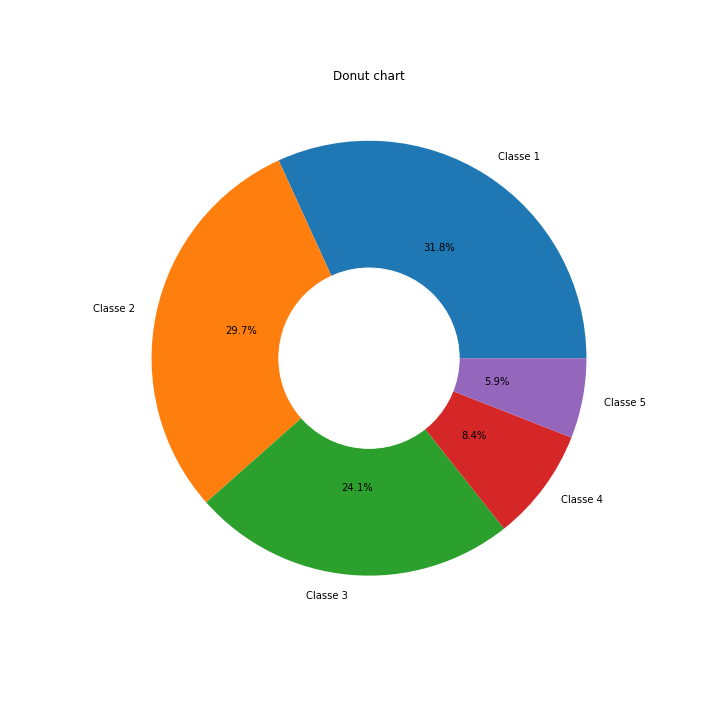 Donut chart
Classe 1
31.8%
Classe 2
29.7%
5.9%
Classe 5
8.4%
24.1%
Classe 4
Classe 3